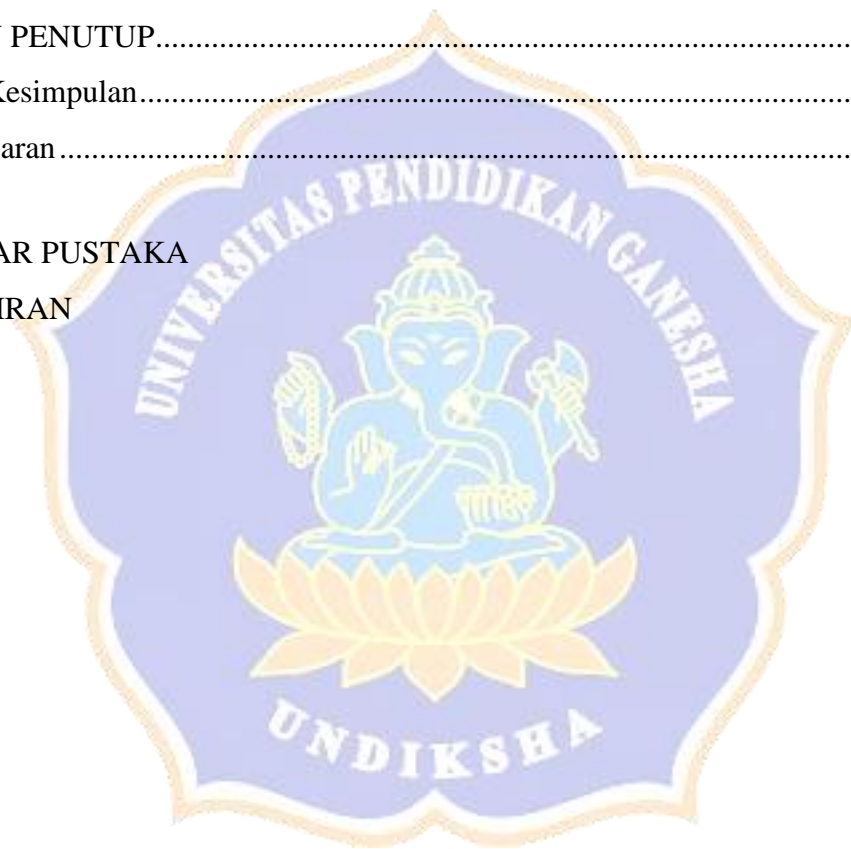 PENUTUP..........................................................................................
Kesimpulan.............................................................................................
aran.........................................................................................................
AR PUSTAKA
IRAN
UNIVERSITAS PENDIDIKAN GANESHA
UNDIKSHA